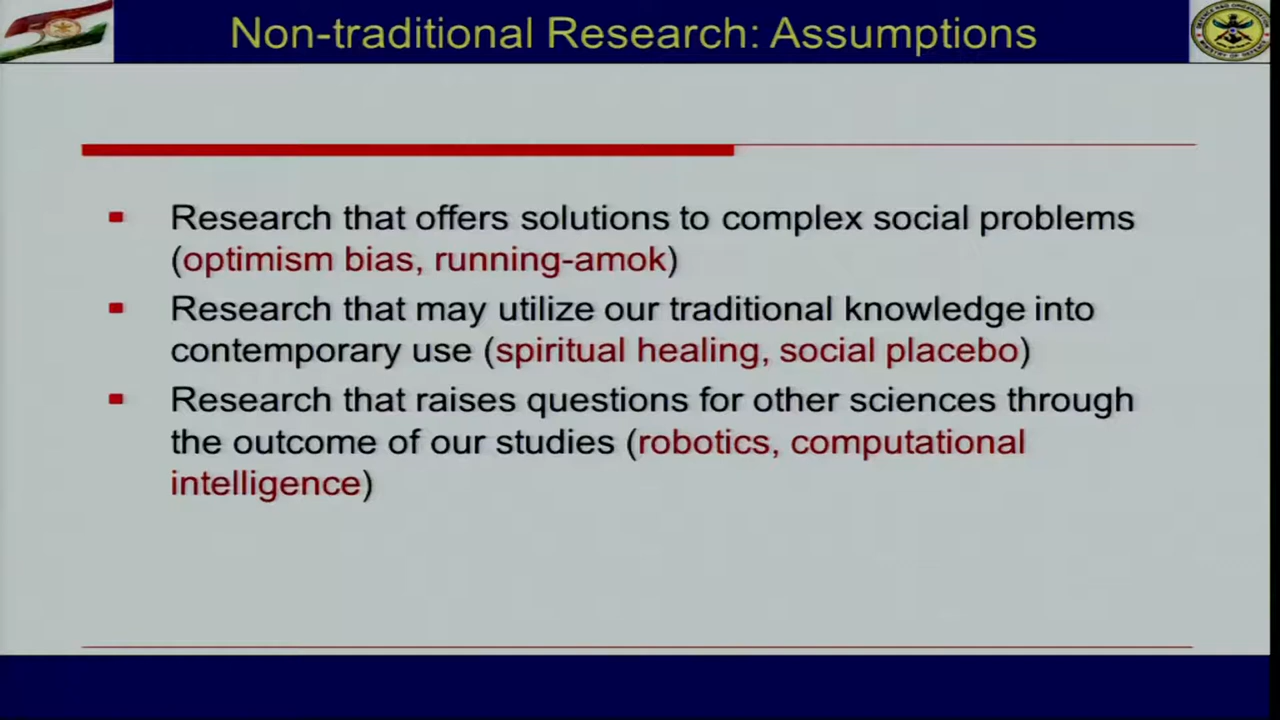 Non-traditional Research: Assumptions
Research that offers solutions to complex social problems
(optimism bias, running-amok)
Research that may utilize our traditional knowledge into
contemporary use (spiritual healing, social placebo)
Research that raises questions for other sciences through
the outcome of our studies (robotics, computational
intelligence)